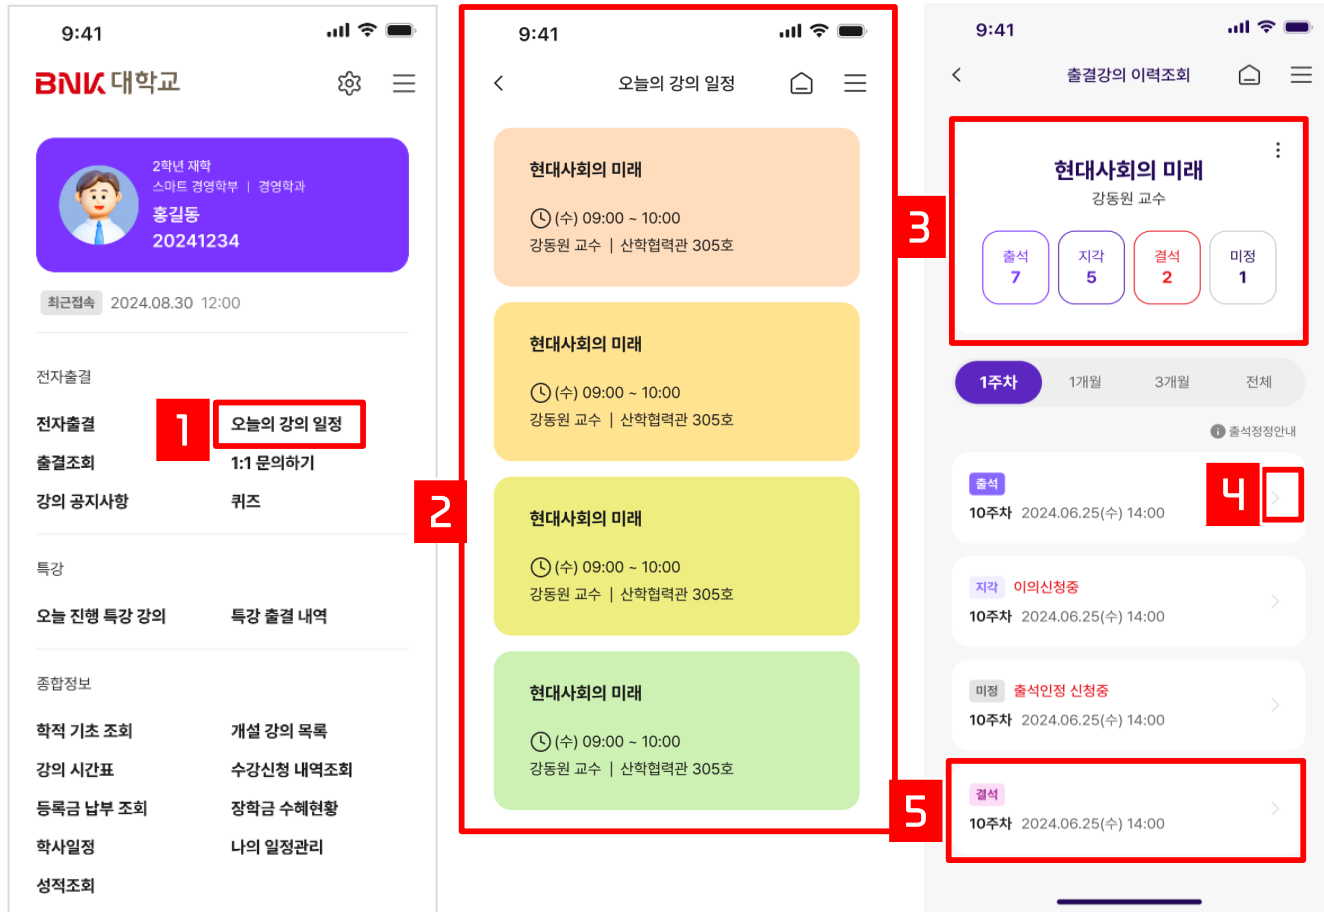 9:41
BNK 대학교
2학년 재학
스마트 경영학부 | 경영학과
홍길동
20241234
최근접속 2024.08.30 12:00
전자출결
전자출결
1
오늘의 강의 일정
출결조회
1:1 문의하기
강의 공지사항
퀴즈
특강
오늘 진행 특강 강의
특강 출결 내역
종합정보
학적 기초 조회
개설 강의 목록
강의 시간표
수강신청 내역조회
등록금 납부 조회
장학금 수혜현황
학사일정
나의 일정관리
성적조회
2
9:41
오늘의 강의 일정
현대사회의 미래
(수) 09:00 ~ 10:00
강동원 교수 | 산학협력관 305호
현대사회의 미래
(수) 09:00 ~ 10:00
강동원 교수 | 산학협력관 305호
현대사회의 미래
(수) 09:00 ~ 10:00
강동원 교수 | 산학협력관 305호
현대사회의 미래
(수) 09:00 ~ 10:00
강동원 교수 | 산학협력관 305호
9:41
출결강의 이력조회
3
현대사회의 미래
강동원 교수
출석 지각 결석 미정
7 5 2 1
1주차 1개월 3개월 전체
출석정정안내
출석
10주차 2024.06.25(수) 14:00
4
지각 이의신청중
10주차 2024.06.25(수) 14:00
미정 출석인정 신청중
10주차 2024.06.25(수) 14:00
5
결석
10주차 2024.06.25(수) 14:00